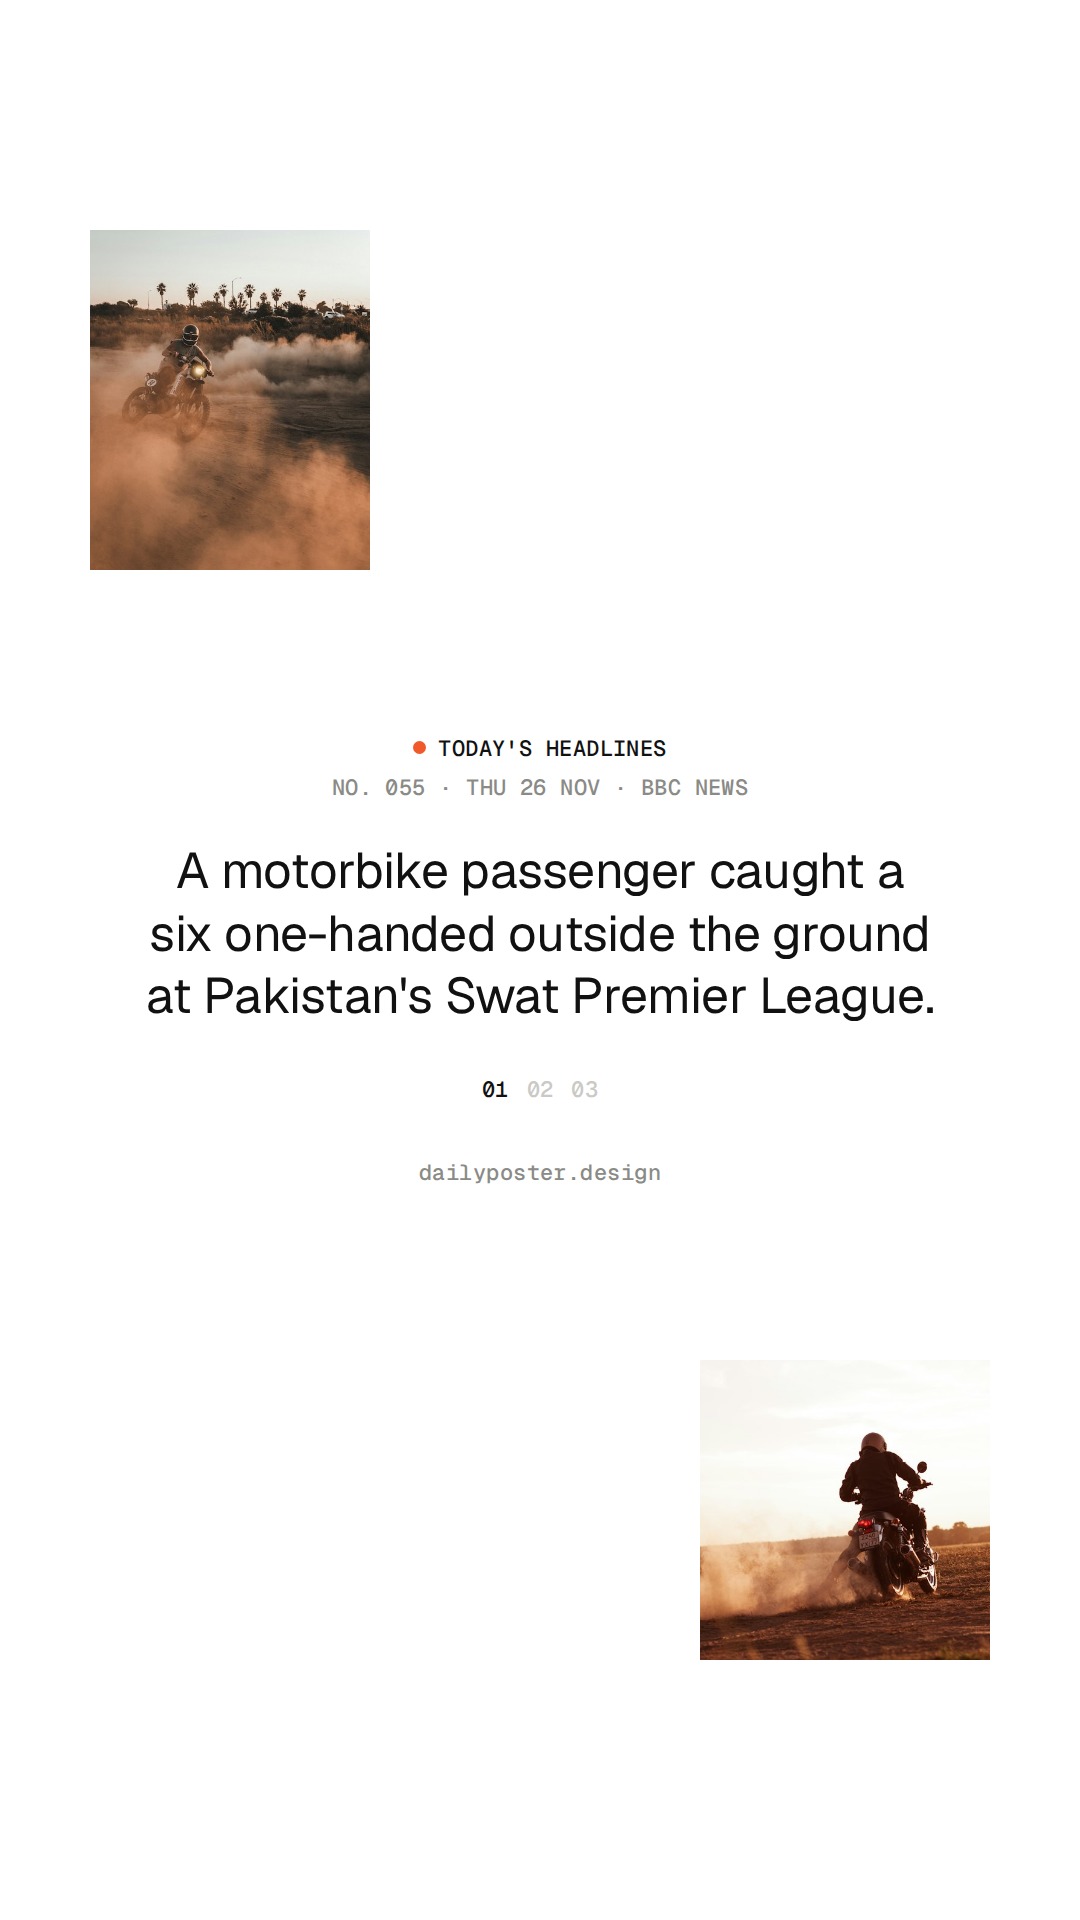 TODAY'S HEADLINES
NO. 055 · THU 26 NOV · BBC NEWS
A motorbike passenger caught a
six one-handed outside the ground
at Pakistan's Swat Premier League.
01 02 03
dailyposter.design